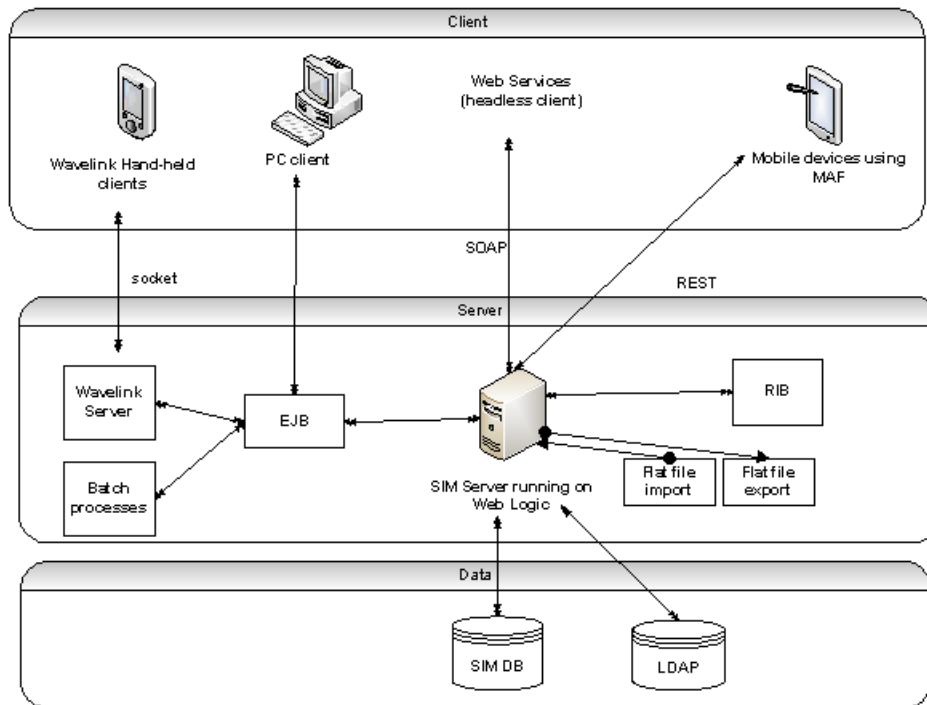 Client
Wavelink Hand-held
clients
PC client
Web Services
(headless client)
Mobile devices using
MAF
socket
SOAP
REST
Server
Wavelink
Server
Batch
processes
EJB
SIM Server running on
Web Logic
RIB
Flat file
import
Flat file
export
Data
SIM DB
LDAP